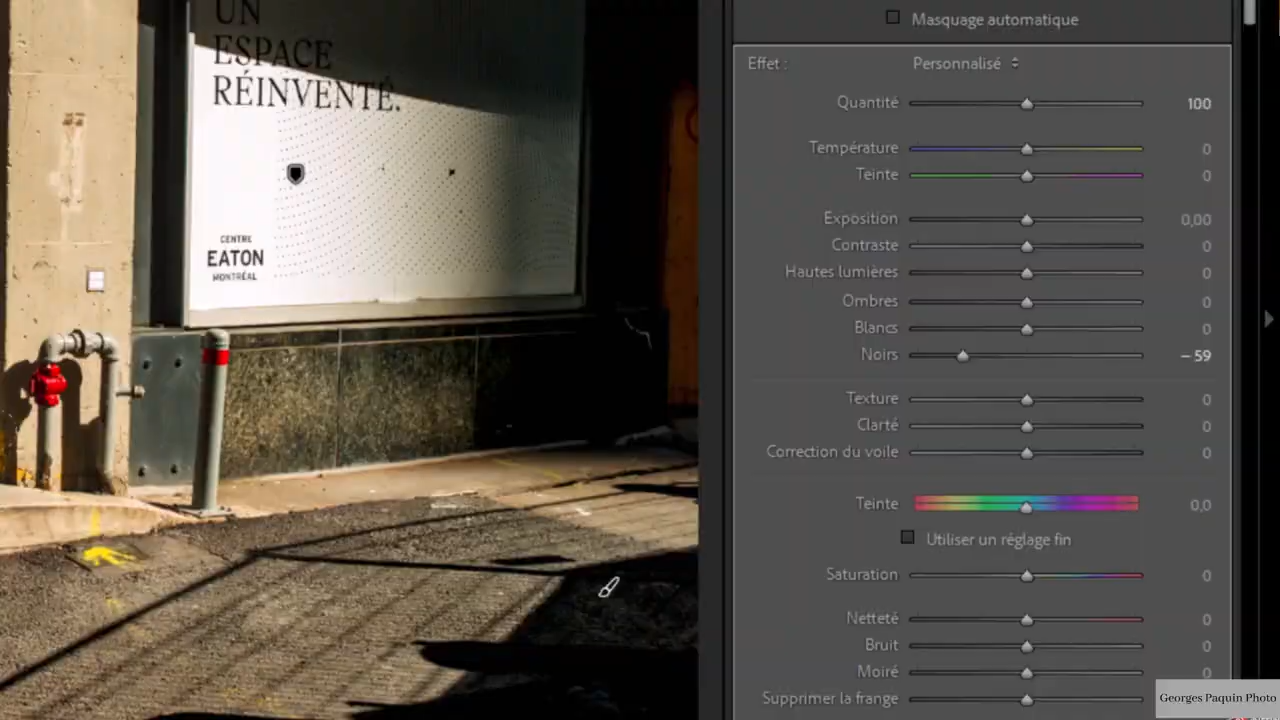 UN
ESPACE
RÉINVENTÉ.
CENTRE
EATON
MONTRÉAL
Masquage automatique
Effet : Personnalisé
Quantité 100
Température 0
Teinte 0
Exposition 0,00
Contraste 0
Hautes lumières 0
Ombres 0
Blancs 0
Noirs – 59
Texture 0
Clarté 0
Correction du voile 0
Teinte 0,0
Utiliser un réglage fin
Saturation 0
Netteté 0
Bruit 0
Moiré 0
Supprimer la frange
Georges Paquin Photo